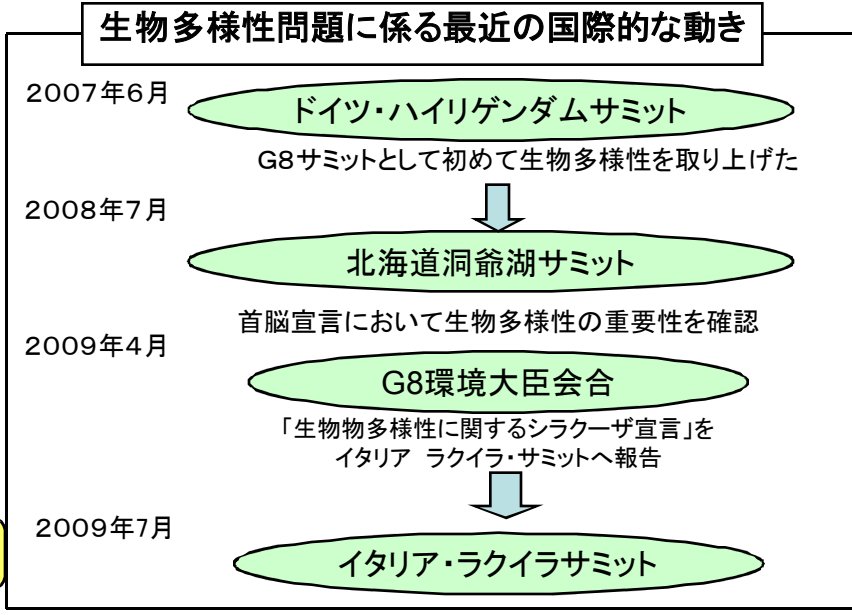 生物多様性問題に係る最近の国際的な動き
2007年6月
ドイツ・ハイリゲンダムサミット
G8サミットとして初めて生物多様性を取り上げた
2008年7月
北海道洞爺湖サミット
首脳宣言において生物多様性の重要性を確認
2009年4月
G8環境大臣会合
「生物物多様性に関するシラクーザ宣言」を
イタリア ラクイラ・サミットへ報告
2009年7月
イタリア・ラクイラサミット